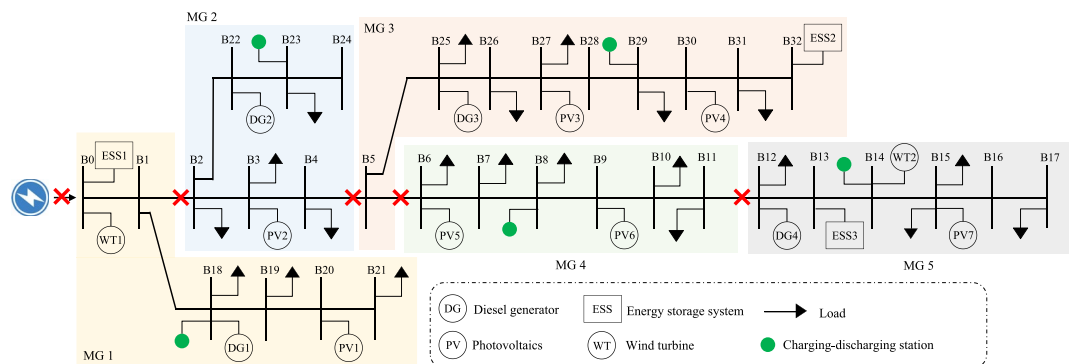 MG 2
MG 3
B22 B23 B24
B25 B26 B27 B28 B29 B30 B31 B32
ESS2
DG2
DG3 PV3 PV4
B0 ESS1 B1
B2 B3 B4 B5
B6 B7 B8 B9 B10 B11
B12 B13 B14 WT2 B15 B16 B17
WT1
PV2
PV5 PV6
DG4 ESS3 PV7
MG 4
MG 5
B18 B19 B20 B21
DG1 PV1
MG 1
DG Diesel generator
ESS Energy storage system
Load
PV Photovoltaics
WT Wind turbine
Charging-discharging station